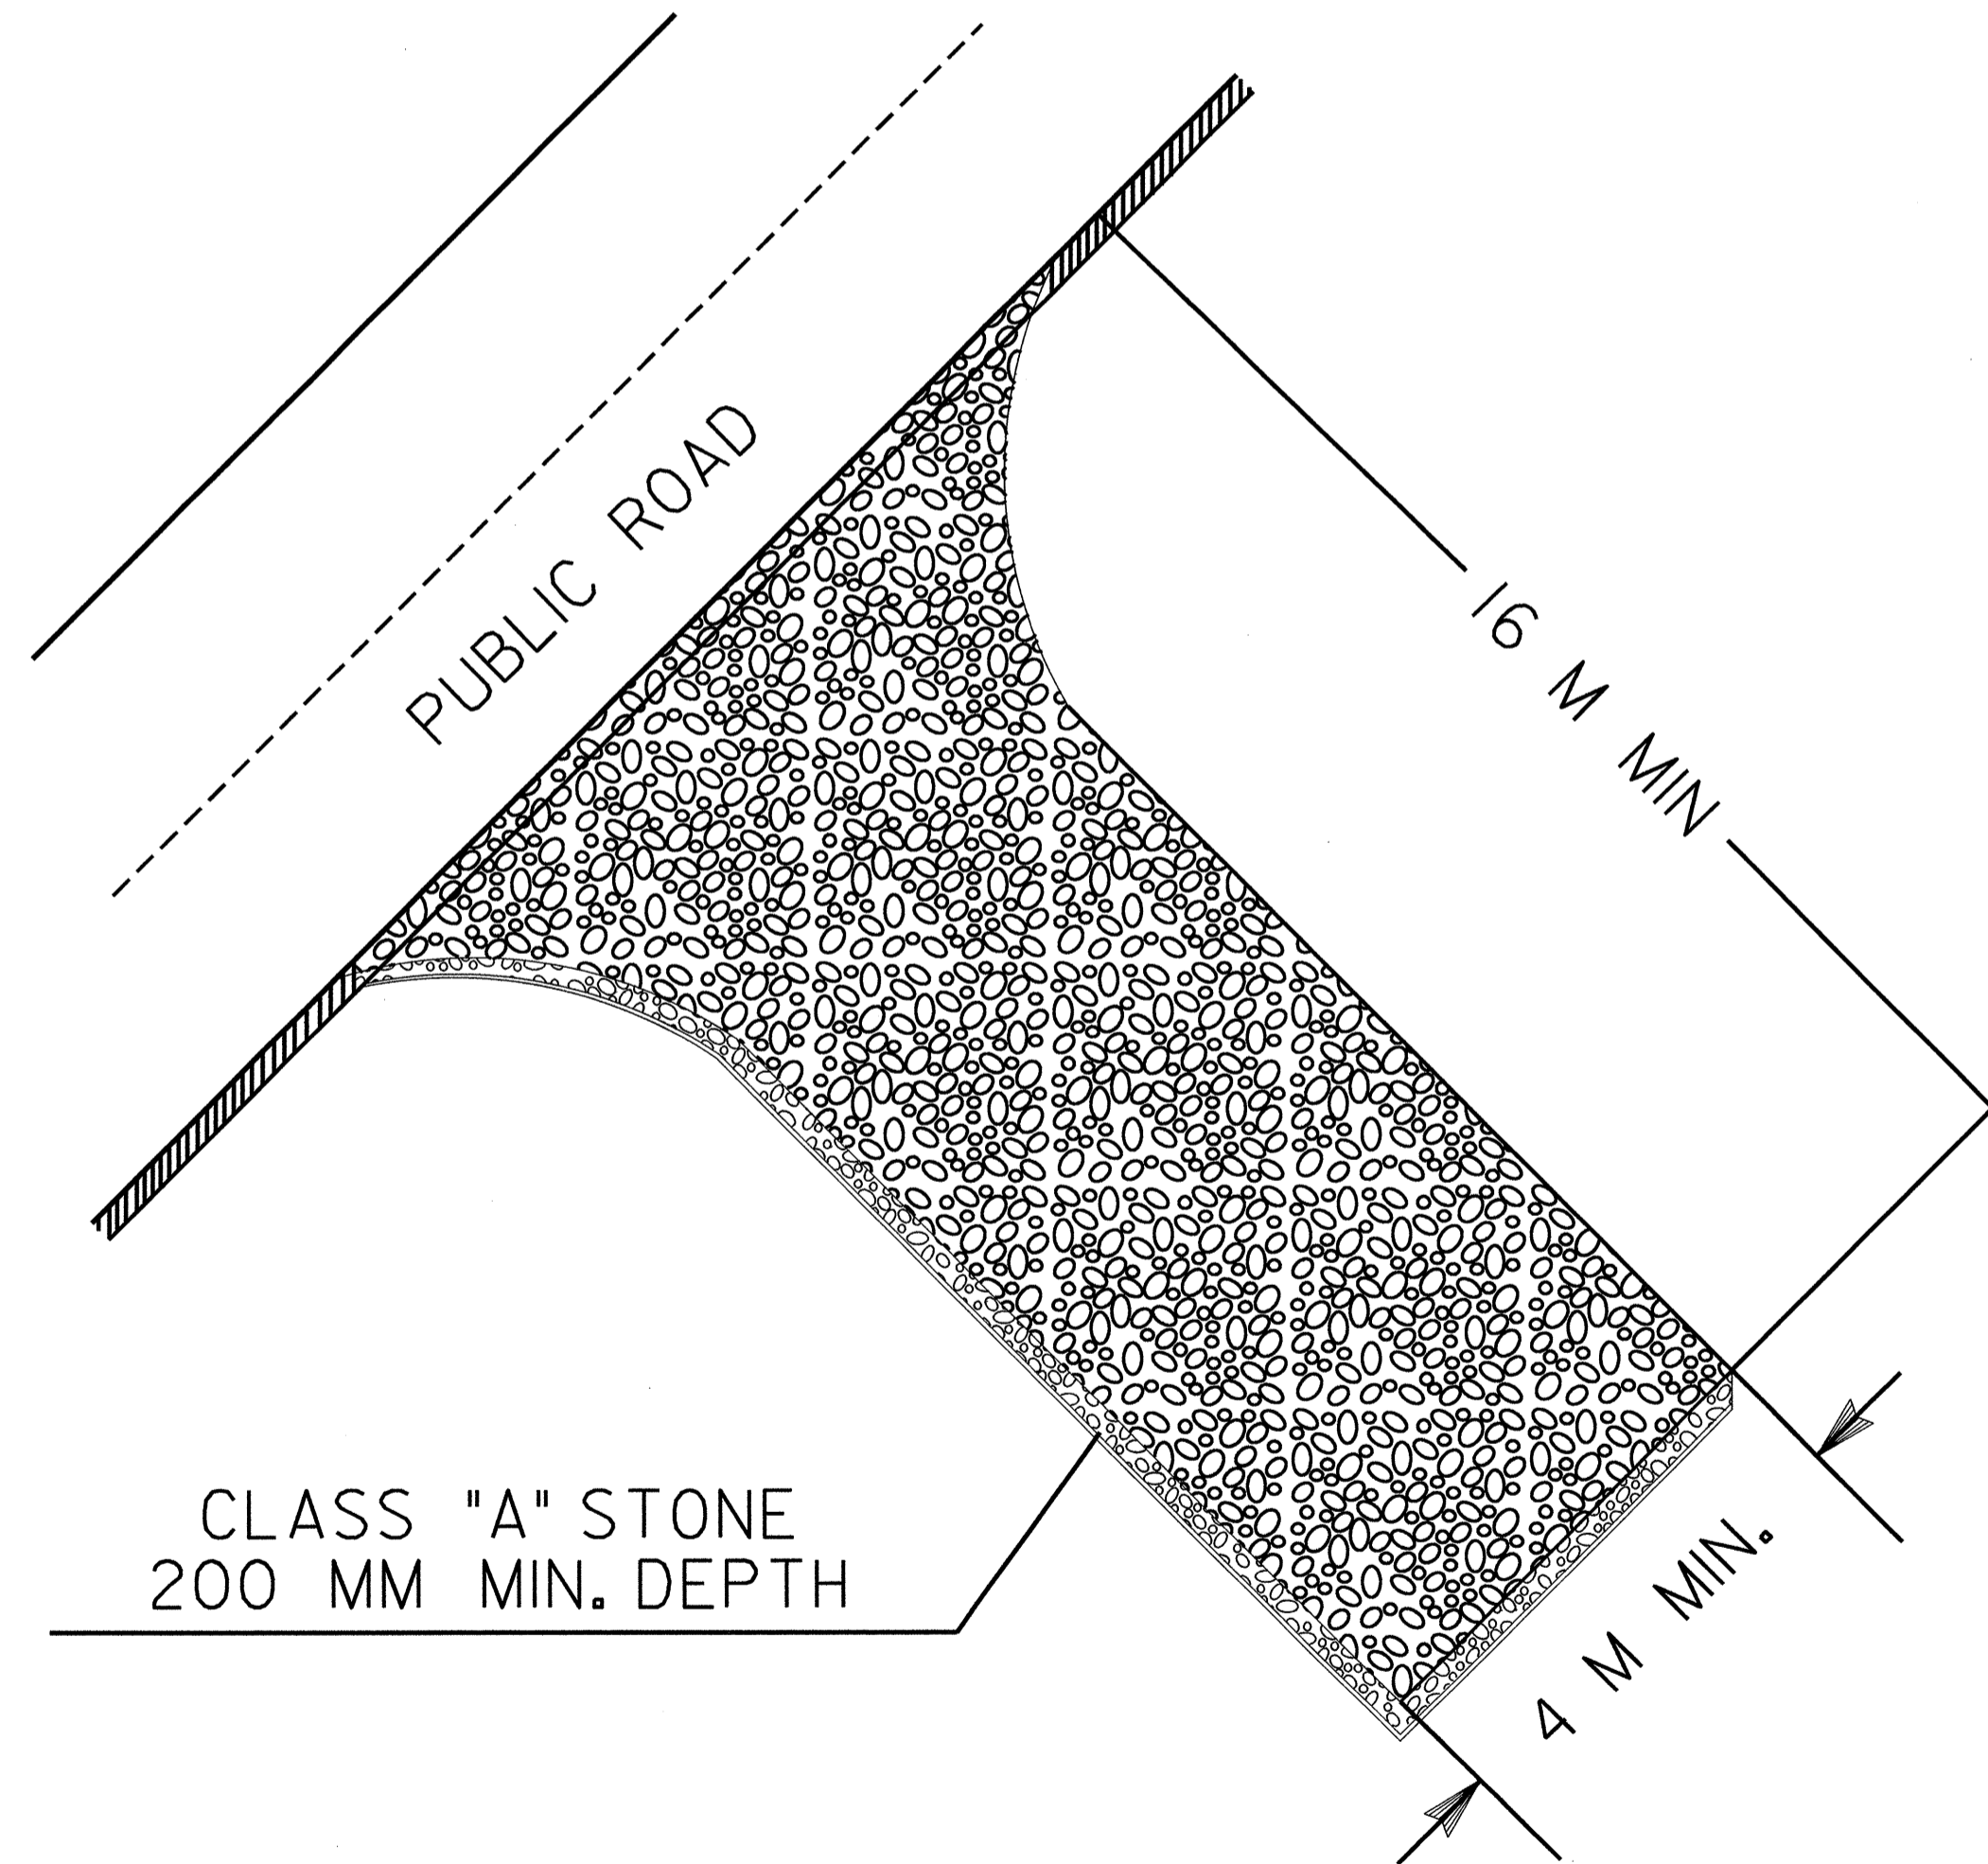 PUBLIC ROAD
16 M MIN
CLASS "A" STONE
200 MM MIN. DEPTH
4 M MIN.